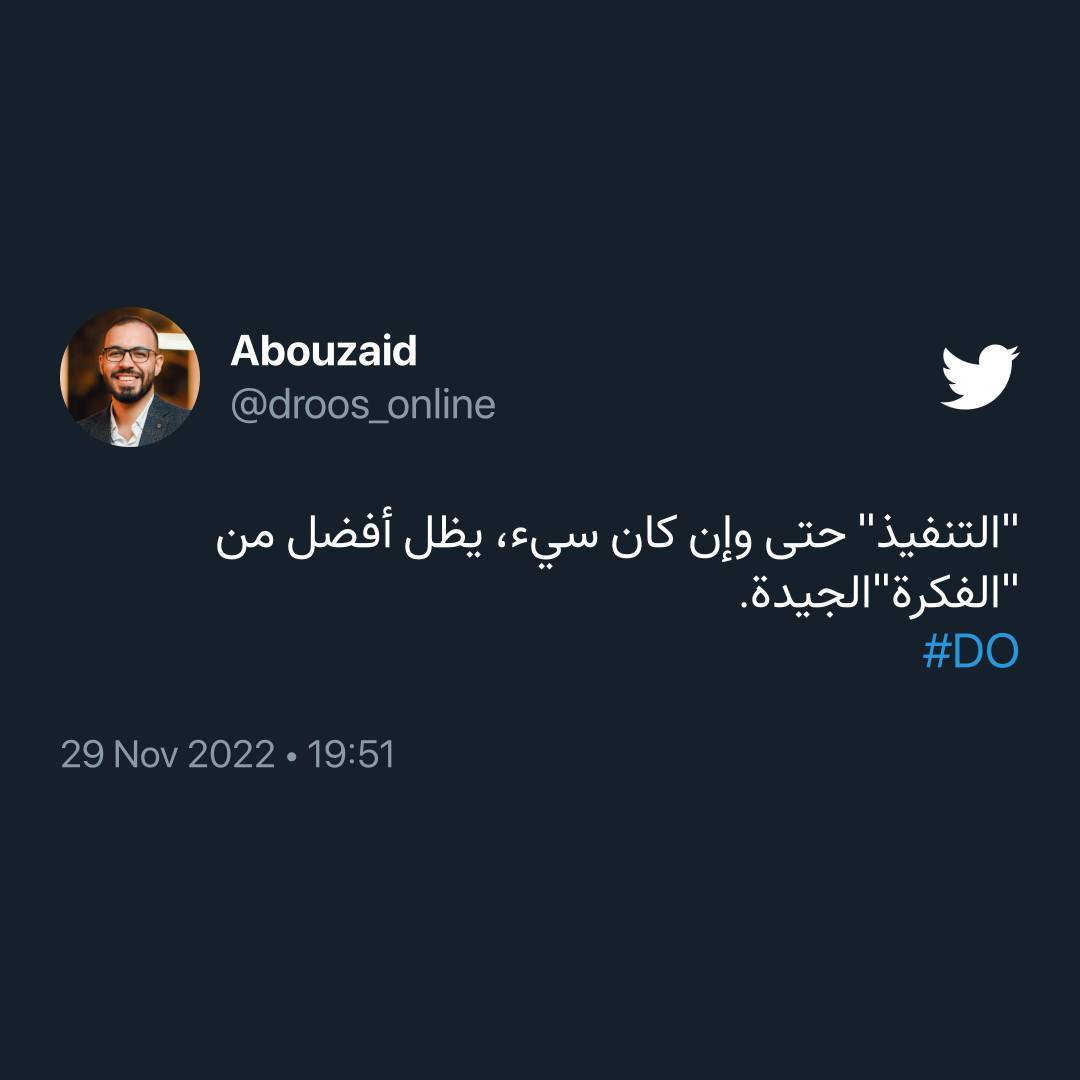 Abouzaid
@droos_online
"التنفيذ" حتى وإن كان سيء، يظل أفضل من
"الفكرة"الجيدة.
#DO
29 Nov 2022 • 19:51